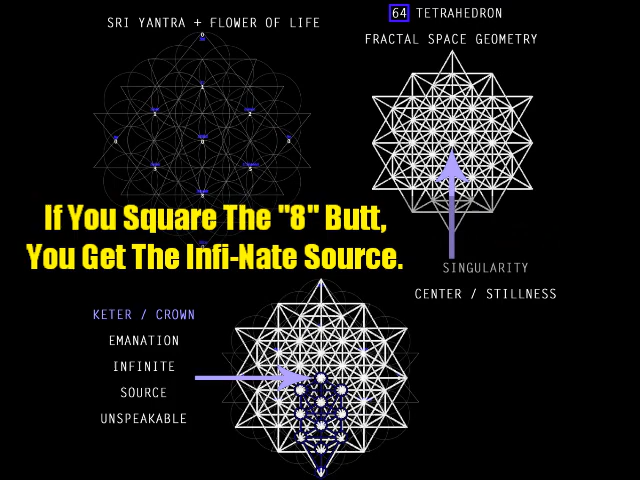 SRI YANTRA + FLOWER OF LIFE
64 TETRAHEDRON
FRACTAL SPACE GEOMETRY
If You Square The "8" Butt,
You Get The Infi-Nate Source.
SINGULARITY
CENTER / STILLNESS
KETER / CROWN
EMANATION
INFINITE
SOURCE
UNSPEAKABLE